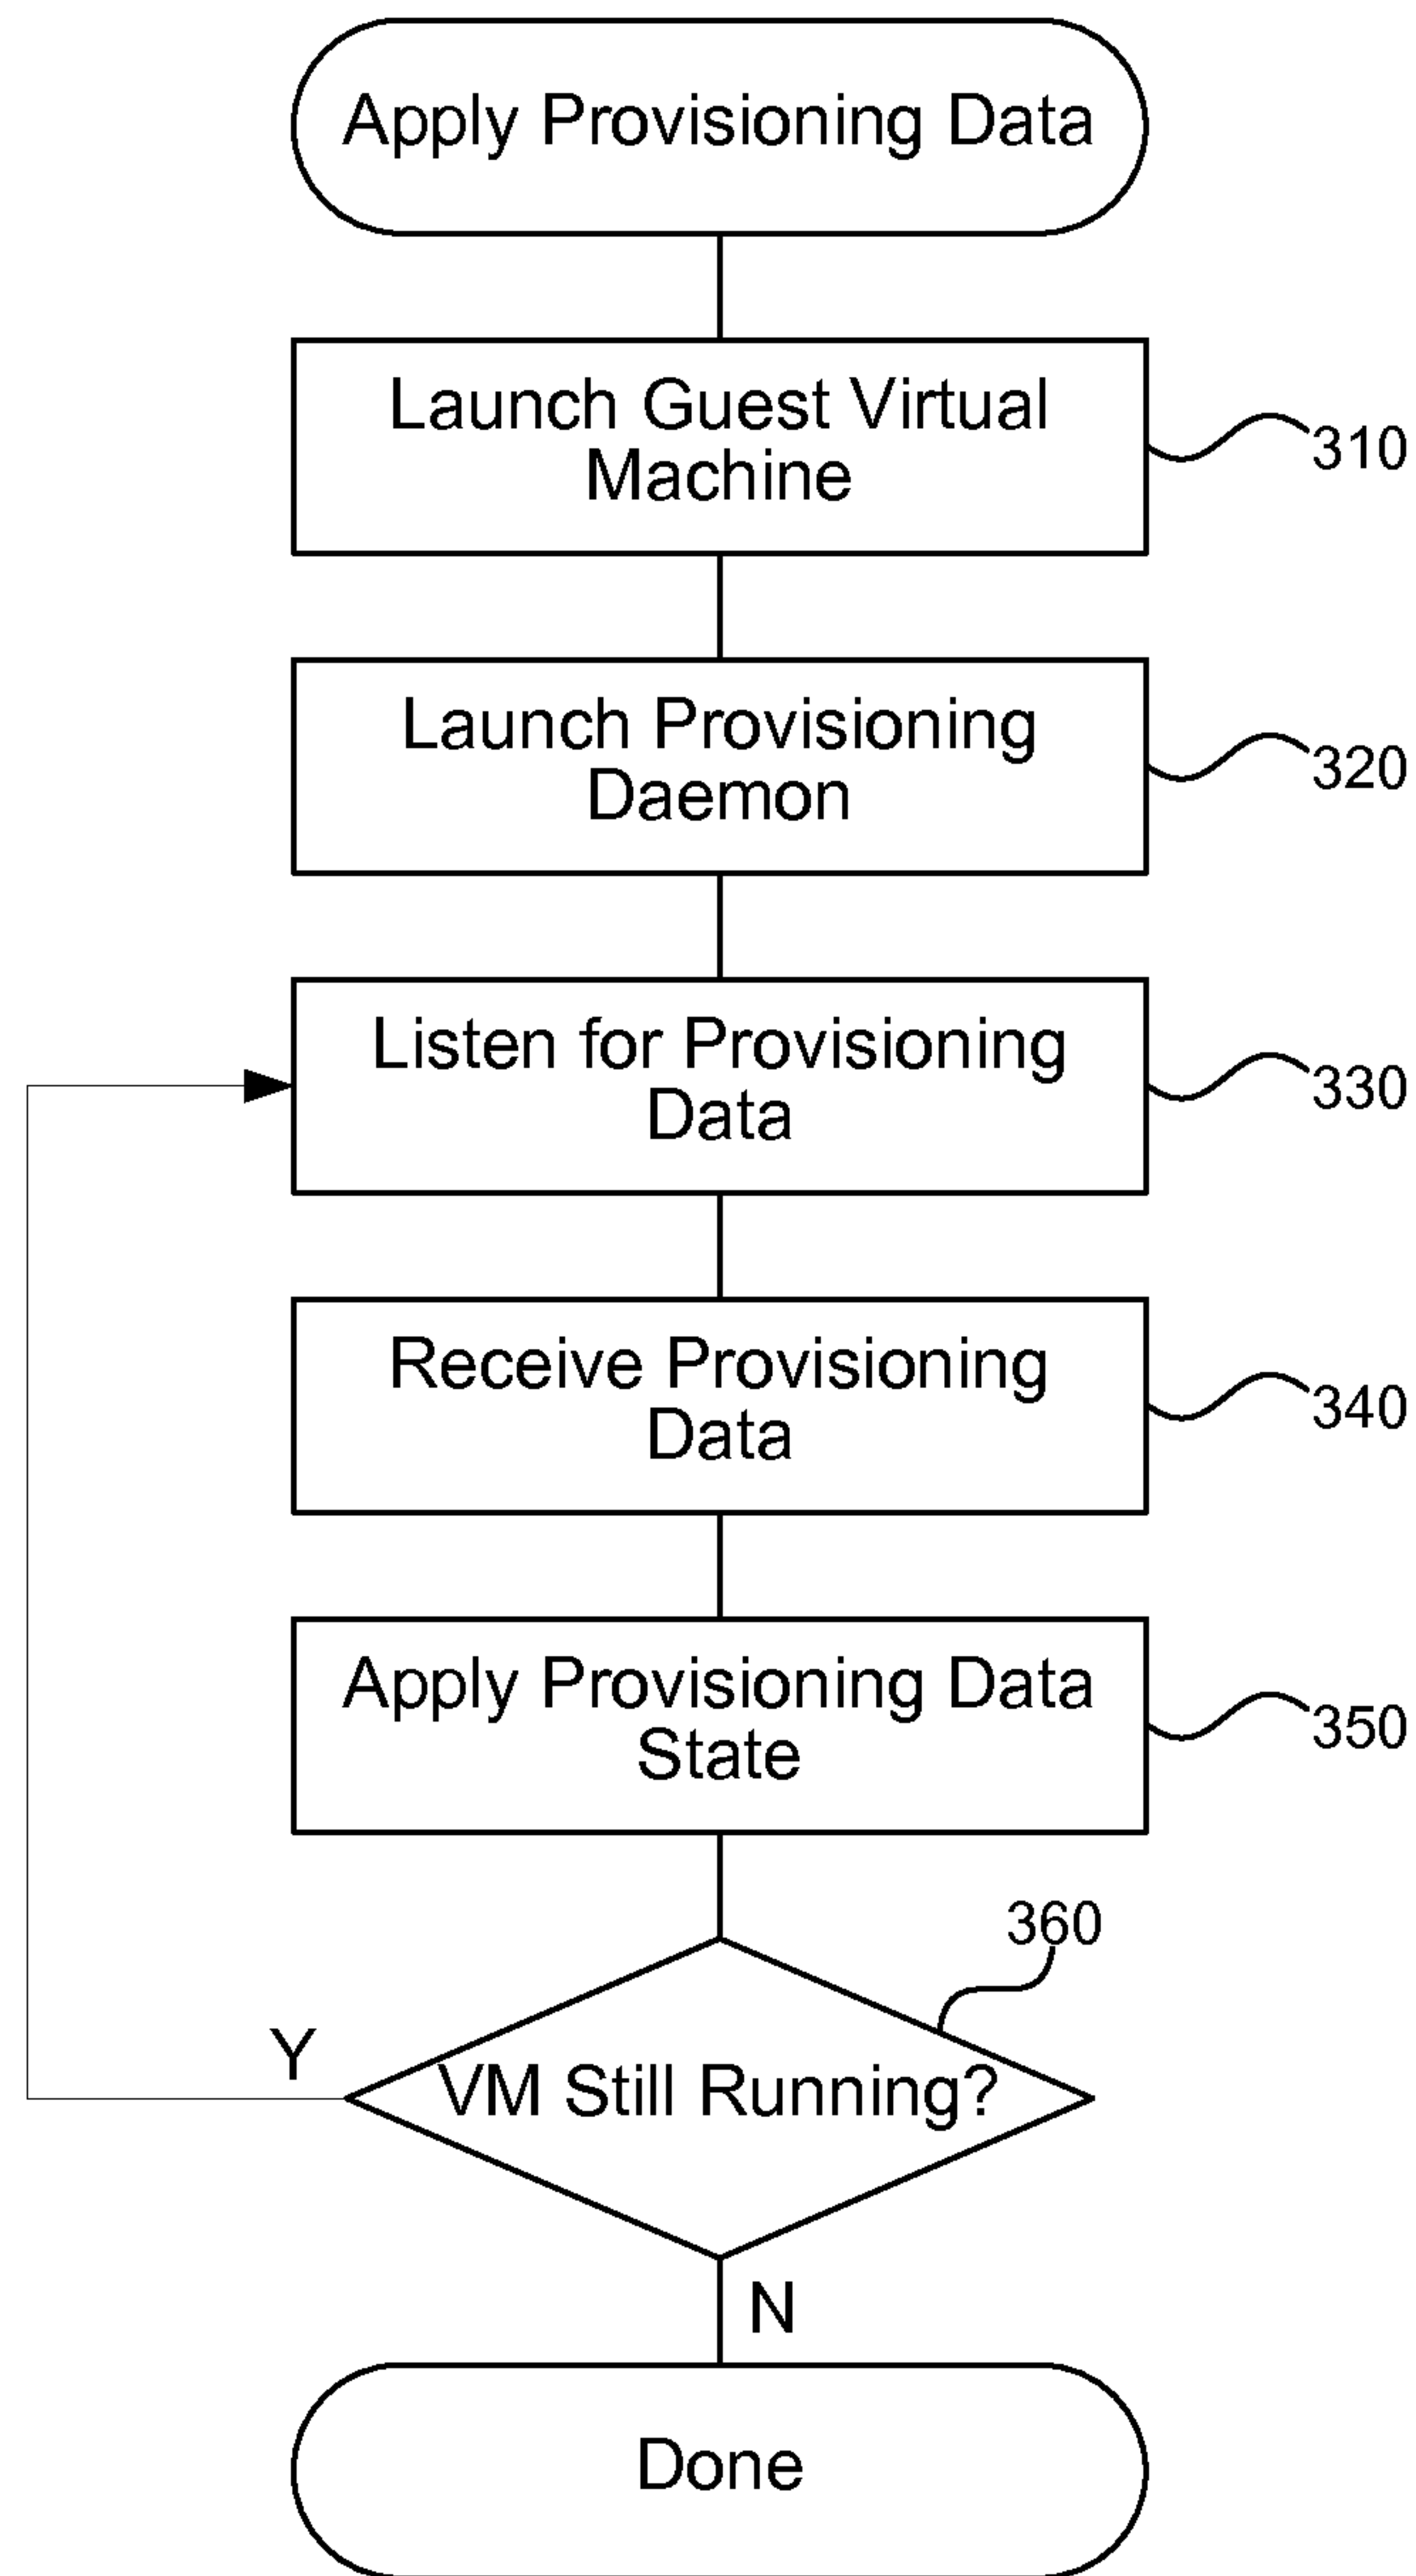 Apply Provisioning Data
Launch Guest Virtual
Machine
310
Launch Provisioning
Daemon
320
Listen for Provisioning
Data
330
Receive Provisioning
Data
340
Apply Provisioning Data
State
350
360
VM Still Running?
Y
N
Done